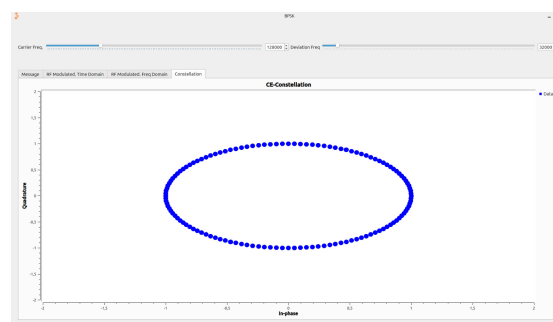 BPSK
Carrier Freq. 128000 Deviation Freq 32000
Message RF Modulated: Time Domain RF Modulated: Freq Domain Constellation
CE-Constellation
Data
2
1,5
1
0,5
0
-0,5
-1
-1,5
-2
Quadrature
-2 -1,5 -1 -0,5 0 0,5 1 1,5 2
In-phase